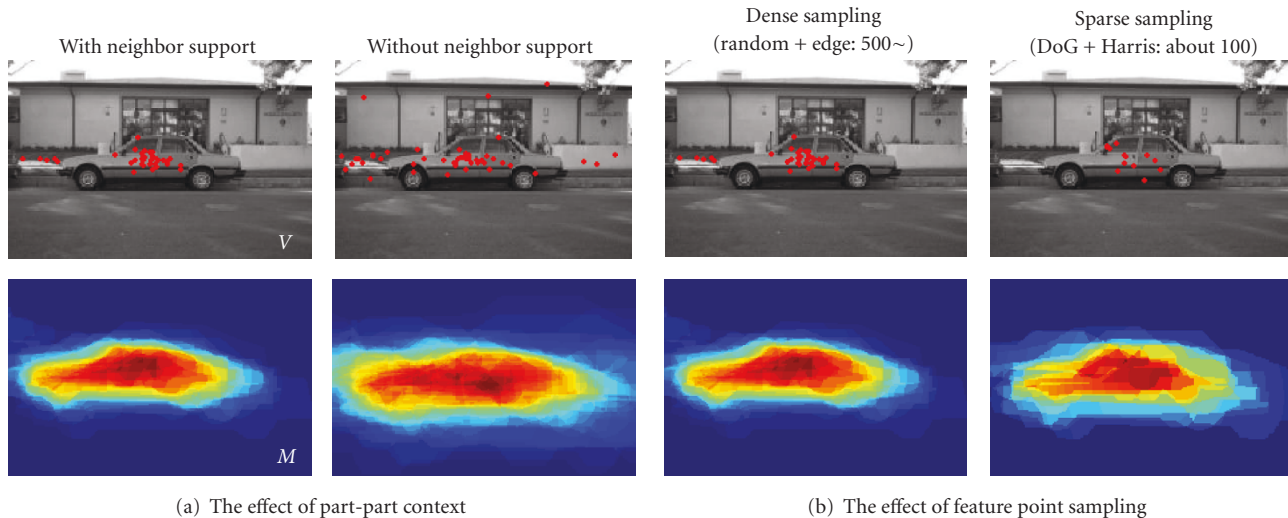 With neighbor support
Without neighbor support
Dense sampling
(random + edge: 500~)
Sparse sampling
(DoG + Harris: about 100)
V
M
(a) The effect of part-part context
(b) The effect of feature point sampling